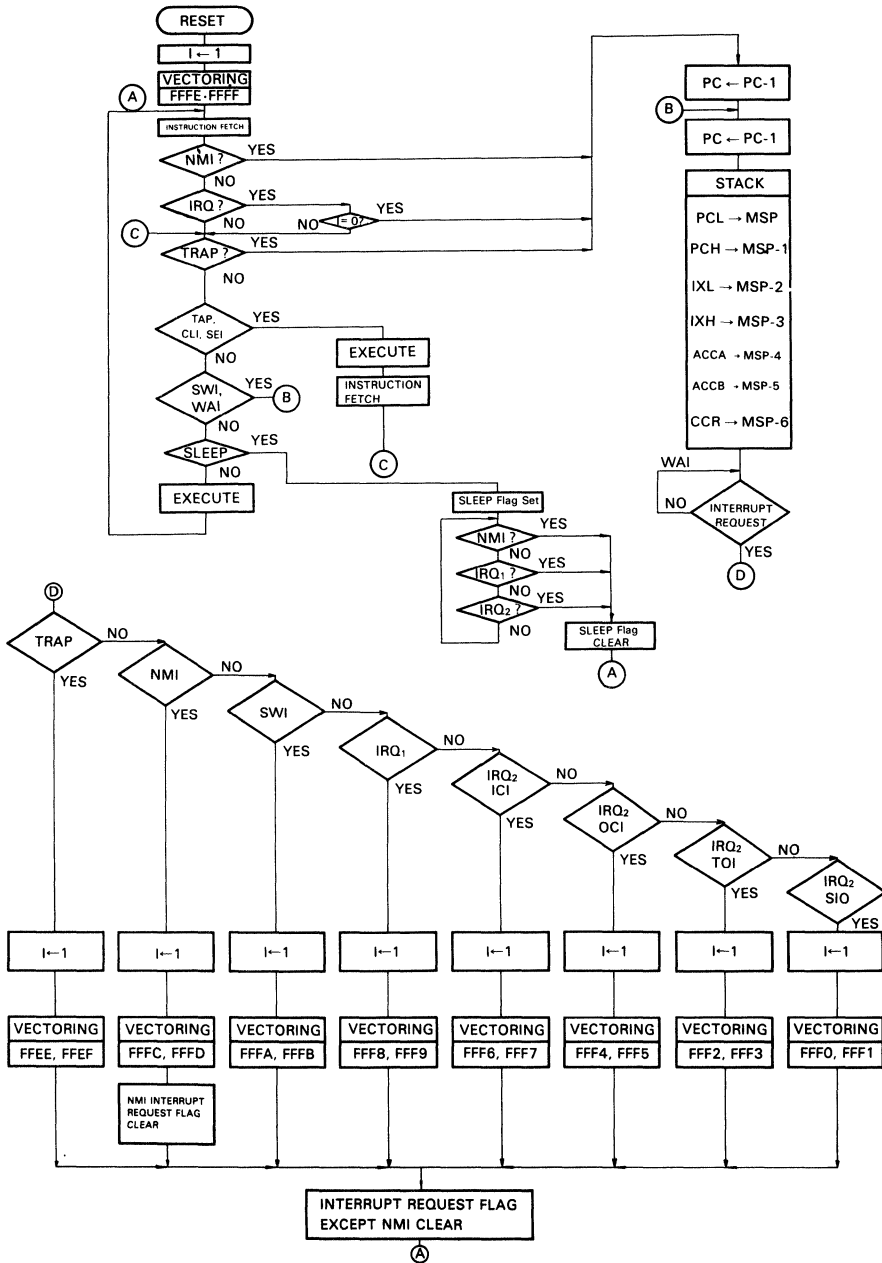 RESET
I ← 1
VECTORING
FFFE · FFFF
A
INSTRUCTION FETCH
NMI ?
YES
NO
IRQ ?
YES
NO
I = 0?
YES
NO
C
TRAP ?
YES
NO
TAP,
CLI, SEI
YES
NO
EXECUTE
INSTRUCTION
FETCH
C
SWI,
WAI
YES
B
NO
SLEEP
YES
NO
EXECUTE
PC ← PC-1
B
PC ← PC-1
STACK
PCL → MSP
PCH → MSP-1
IXL → MSP-2
IXH → MSP-3
ACCA → MSP-4
ACCB → MSP-5
CCR → MSP-6
WAI
NO
INTERRUPT
REQUEST
YES
D
SLEEP Flag Set
NMI ?
YES
NO
IRQ₁ ?
YES
NO
IRQ₂ ?
YES
NO
SLEEP Flag
CLEAR
A
D
TRAP
NO
YES
NMI
NO
YES
SWI
NO
YES
IRQ₁
NO
YES
IRQ₂
ICI
NO
YES
IRQ₂
OCI
NO
YES
IRQ₂
TOI
NO
YES
IRQ₂
SIO
YES
I←1
I←1
I←1
I←1
I←1
I←1
I←1
I←1
VECTORING
FFEE, FFEF
VECTORING
FFFC, FFFD
VECTORING
FFFA, FFFB
VECTORING
FFF8, FFF9
VECTORING
FFF6, FFF7
VECTORING
FFF4, FFF5
VECTORING
FFF2, FFF3
VECTORING
FFF0, FFF1
NMI INTERRUPT
REQUEST FLAG
CLEAR
INTERRUPT REQUEST FLAG
EXCEPT NMI CLEAR
A